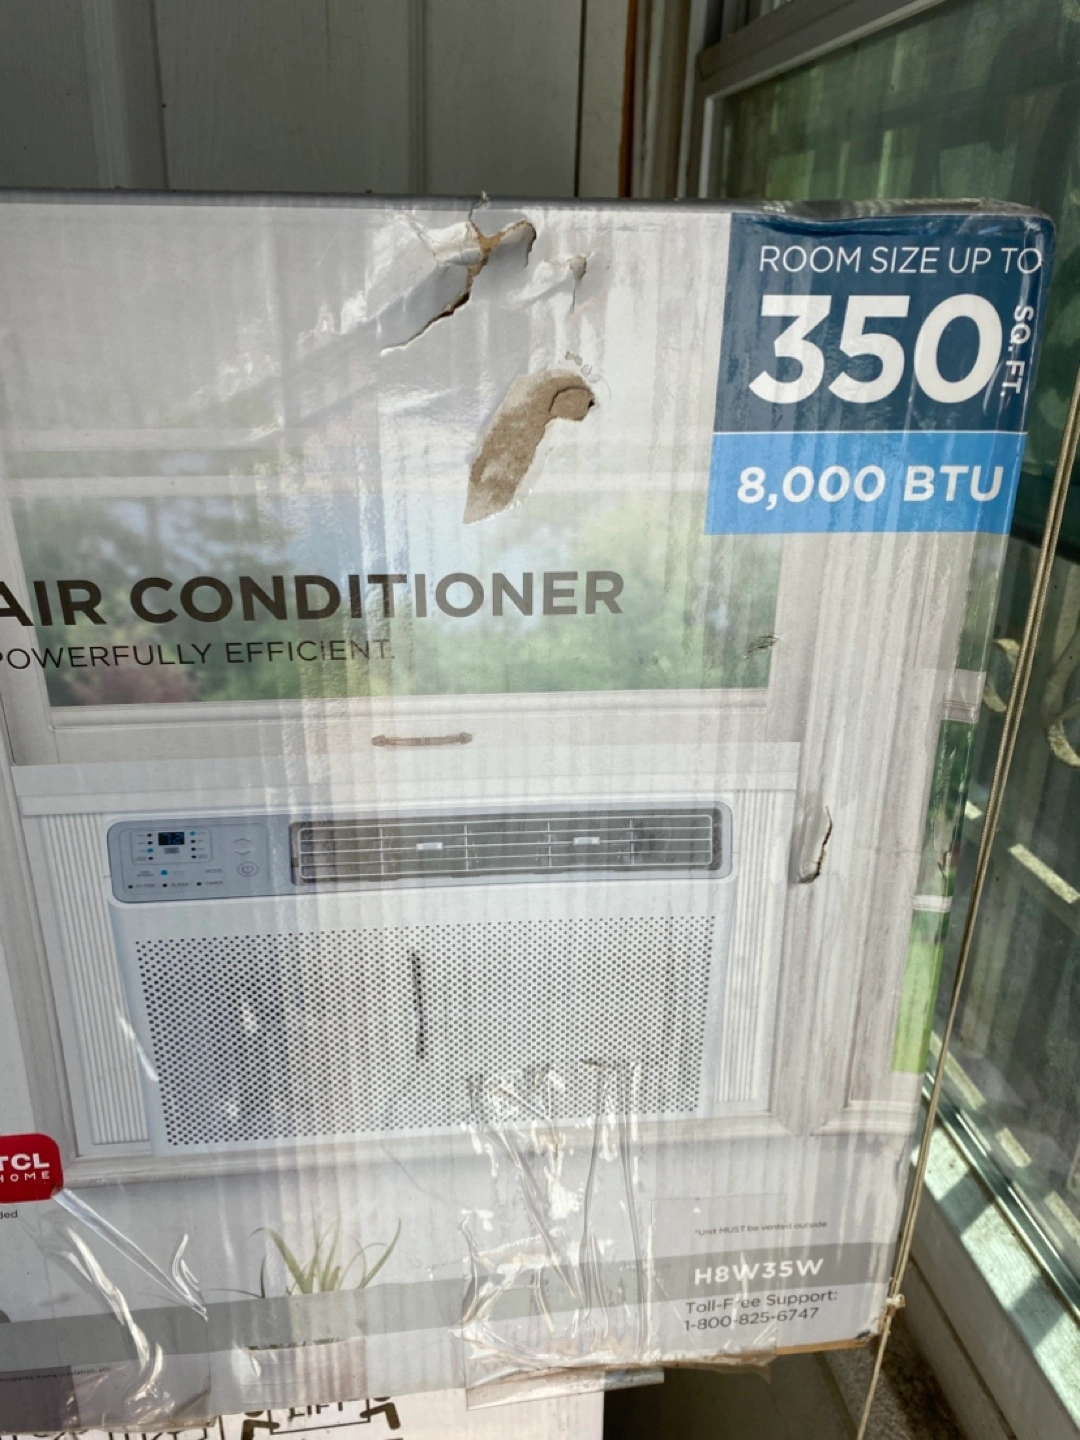 ROOM SIZE UP TO
350 SQ. FT.
8,000 BTU
AIR CONDITIONER
POWERFULLY EFFICIENT.
TCL
HOME
*Unit MUST be vented outside
H8W35W
Toll-Free Support:
1-800-825-6747
LIFT